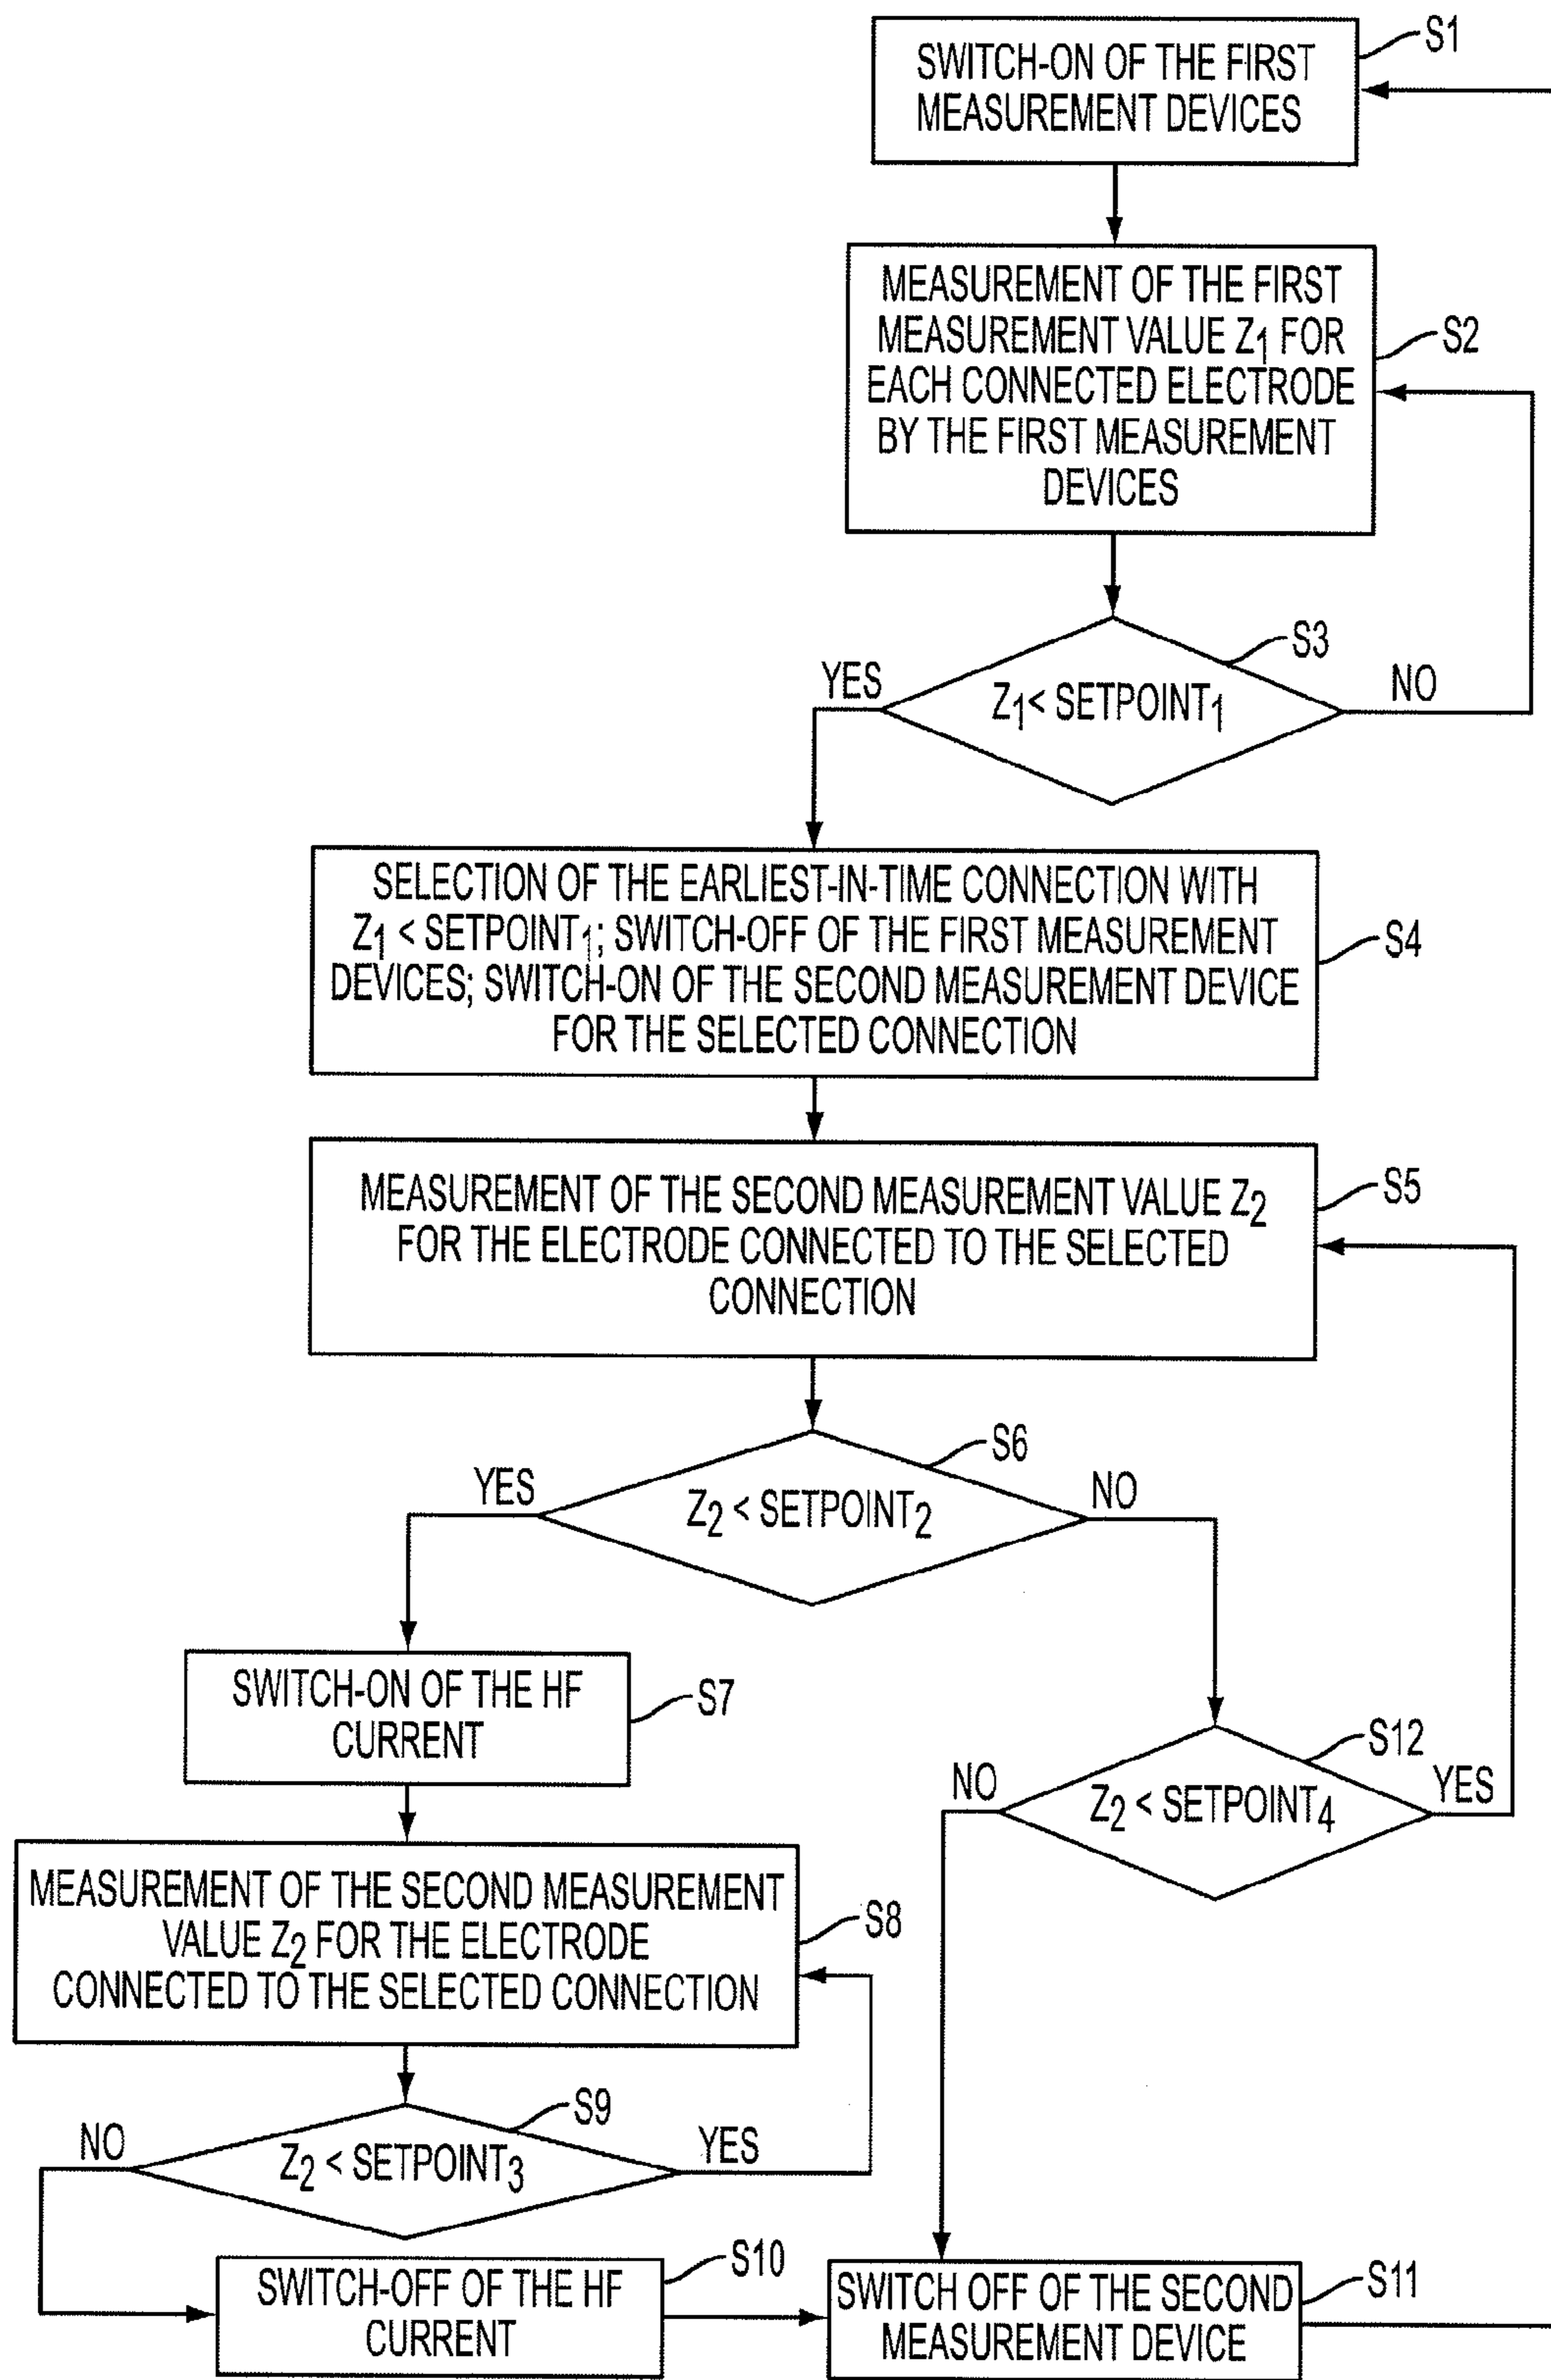 S1
SWITCH-ON OF THE FIRST
MEASUREMENT DEVICES
MEASUREMENT OF THE FIRST
MEASUREMENT VALUE Z1 FOR
EACH CONNECTED ELECTRODE
BY THE FIRST MEASUREMENT
DEVICES
S2
S3
YES
Z1< SETPOINT1
NO
SELECTION OF THE EARLIEST-IN-TIME CONNECTION WITH
Z1 < SETPOINT1; SWITCH-OFF OF THE FIRST MEASUREMENT
DEVICES; SWITCH-ON OF THE SECOND MEASUREMENT DEVICE
FOR THE SELECTED CONNECTION
S4
MEASUREMENT OF THE SECOND MEASUREMENT VALUE Z2
FOR THE ELECTRODE CONNECTED TO THE SELECTED
CONNECTION
S5
S6
YES
Z2 < SETPOINT2
NO
SWITCH-ON OF THE HF
CURRENT
S7
S12
NO
Z2 < SETPOINT4
YES
MEASUREMENT OF THE SECOND MEASUREMENT
VALUE Z2 FOR THE ELECTRODE
CONNECTED TO THE SELECTED CONNECTION
S8
S9
NO
Z2 < SETPOINT3
YES
SWITCH-OFF OF THE HF
CURRENT
S10
SWITCH OFF OF THE SECOND
MEASUREMENT DEVICE
S11